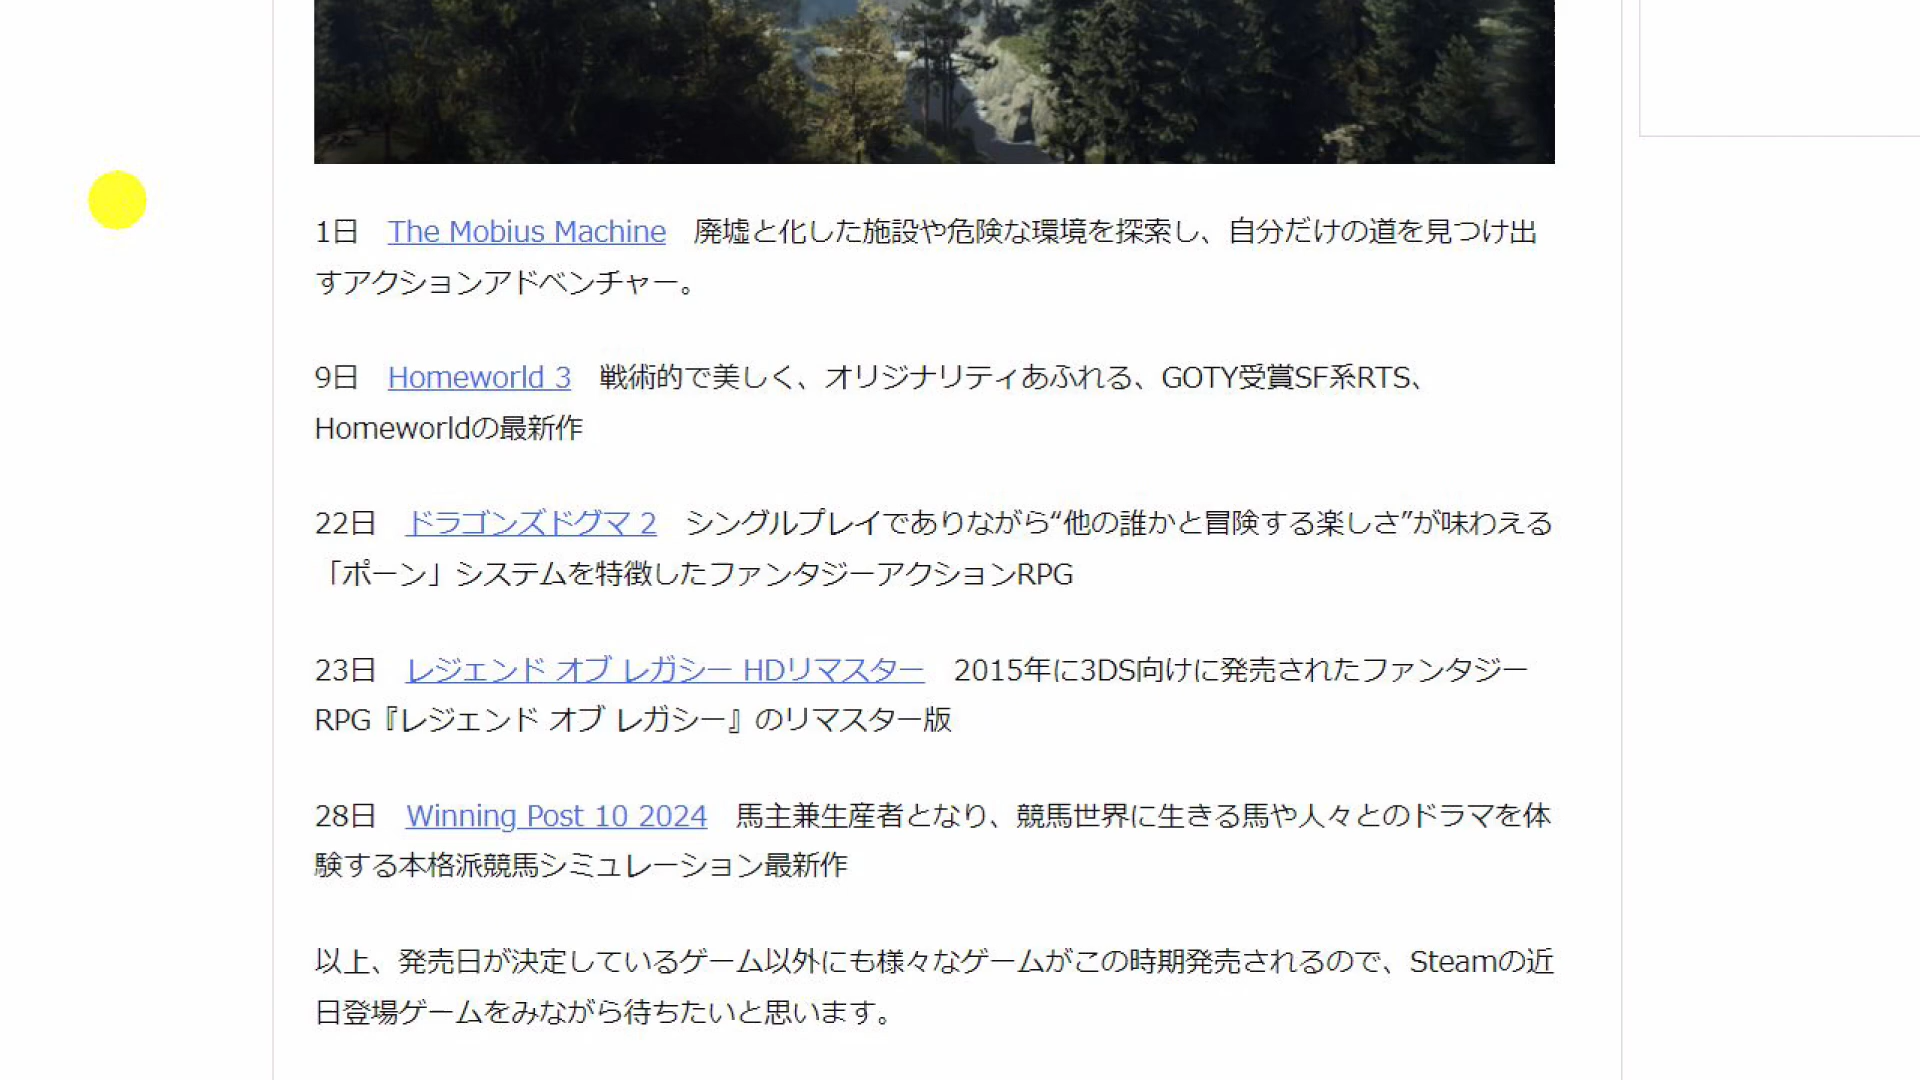 1日　The Mobius Machine　廃墟と化した施設や危険な環境を探索し、自分だけの道を見つけ出
すアクションアドベンチャー。
9日　Homeworld 3　戦術的で美しく、オリジナリティあふれる、GOTY受賞SF系RTS、
Homeworldの最新作
22日　ドラゴンズドグマ 2　シングルプレイでありながら“他の誰かと冒険する楽しさ”が味わえる
「ポーン」システムを特徴したファンタジーアクションRPG
23日　レジェンド オブ レガシー HDリマスター　2015年に3DS向けに発売されたファンタジー
RPG『レジェンド オブ レガシー』のリマスター版
28日　Winning Post 10 2024　馬主兼生産者となり、競馬世界に生きる馬や人々とのドラマを体
験する本格派競馬シミュレーション最新作
以上、発売日が決定しているゲーム以外にも様々なゲームがこの時期発売されるので、Steamの近
日登場ゲームをみながら待ちたいと思います。